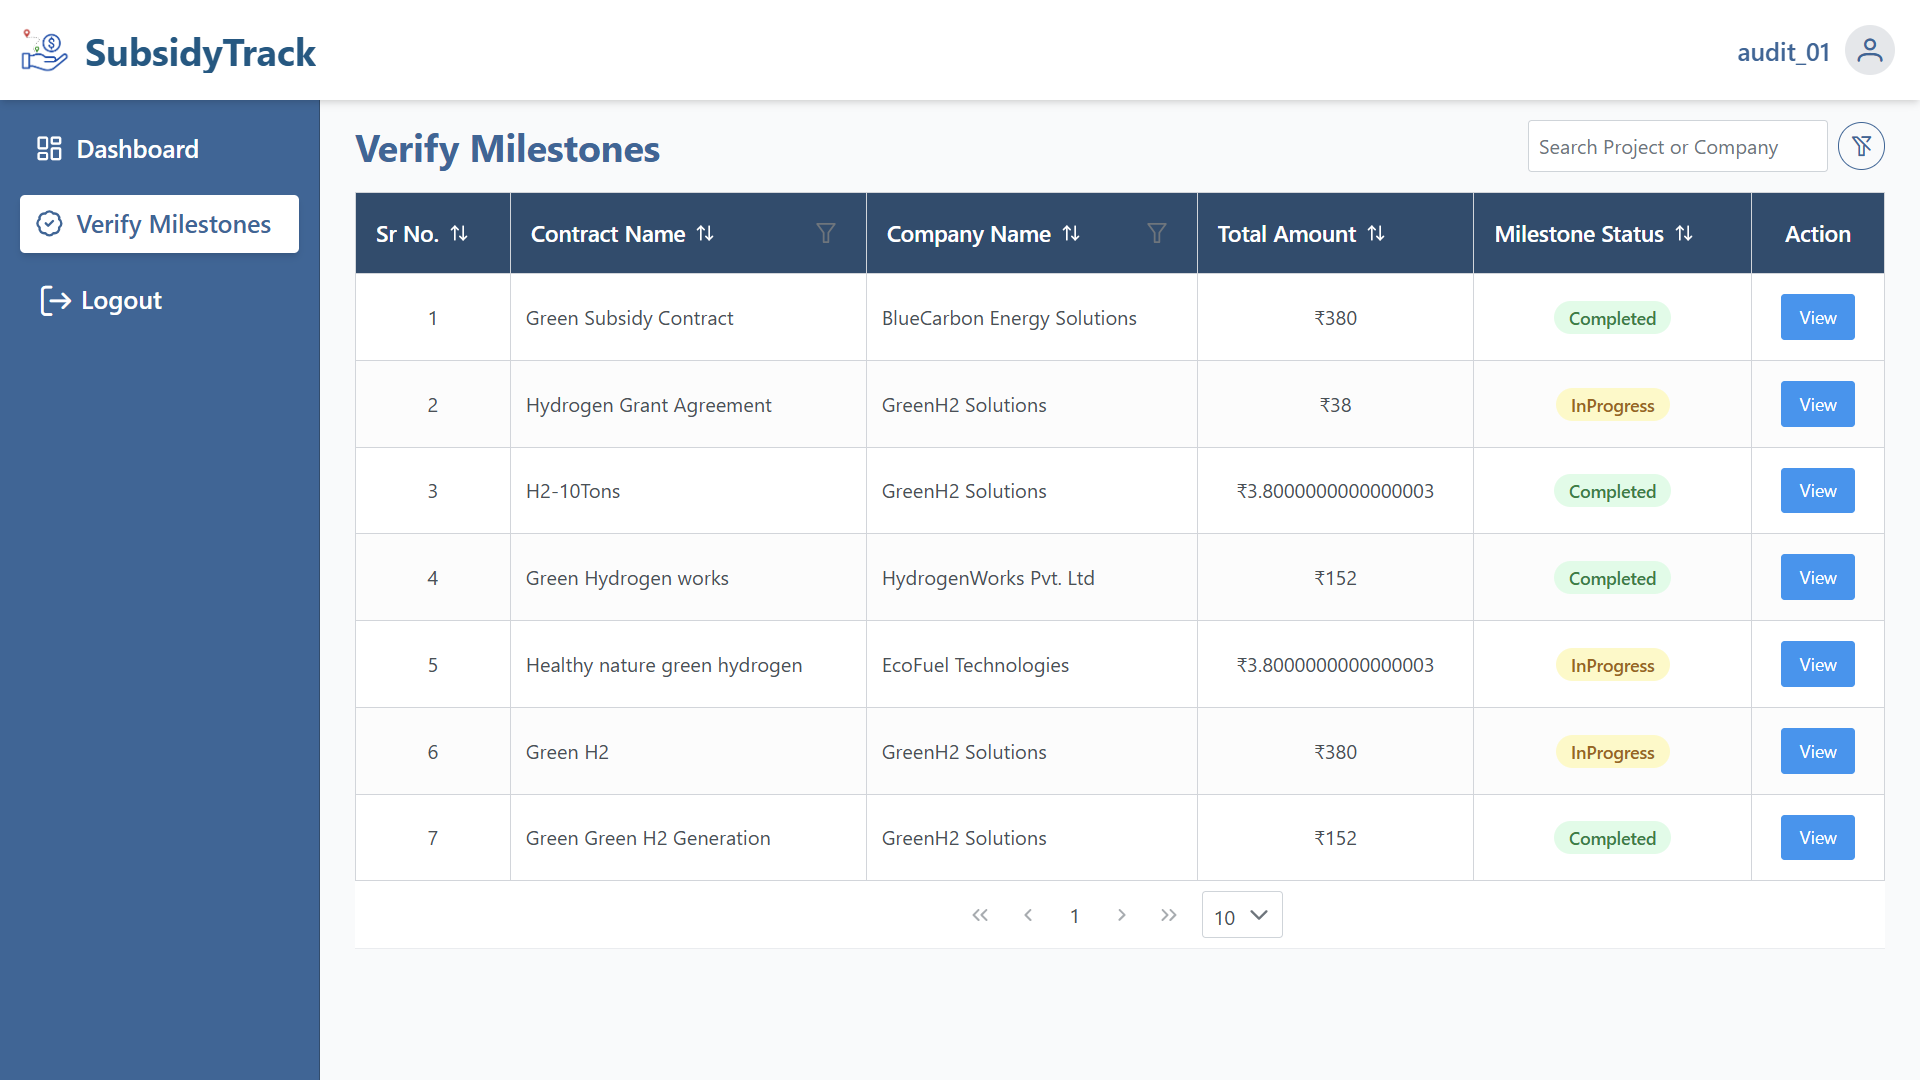 SubsidyTrack
audit_01
Dashboard
Verify Milestones
Logout
Verify Milestones
Search Project or Company
Sr No. Contract Name Company Name Total Amount Milestone Status Action
1 Green Subsidy Contract BlueCarbon Energy Solutions ₹380 Completed View
2 Hydrogen Grant Agreement GreenH2 Solutions ₹38 InProgress View
3 H2-10Tons GreenH2 Solutions ₹3.8000000000000003 Completed View
4 Green Hydrogen works HydrogenWorks Pvt. Ltd ₹152 Completed View
5 Healthy nature green hydrogen EcoFuel Technologies ₹3.8000000000000003 InProgress View
6 Green H2 GreenH2 Solutions ₹380 InProgress View
7 Green Green H2 Generation GreenH2 Solutions ₹152 Completed View
1 10